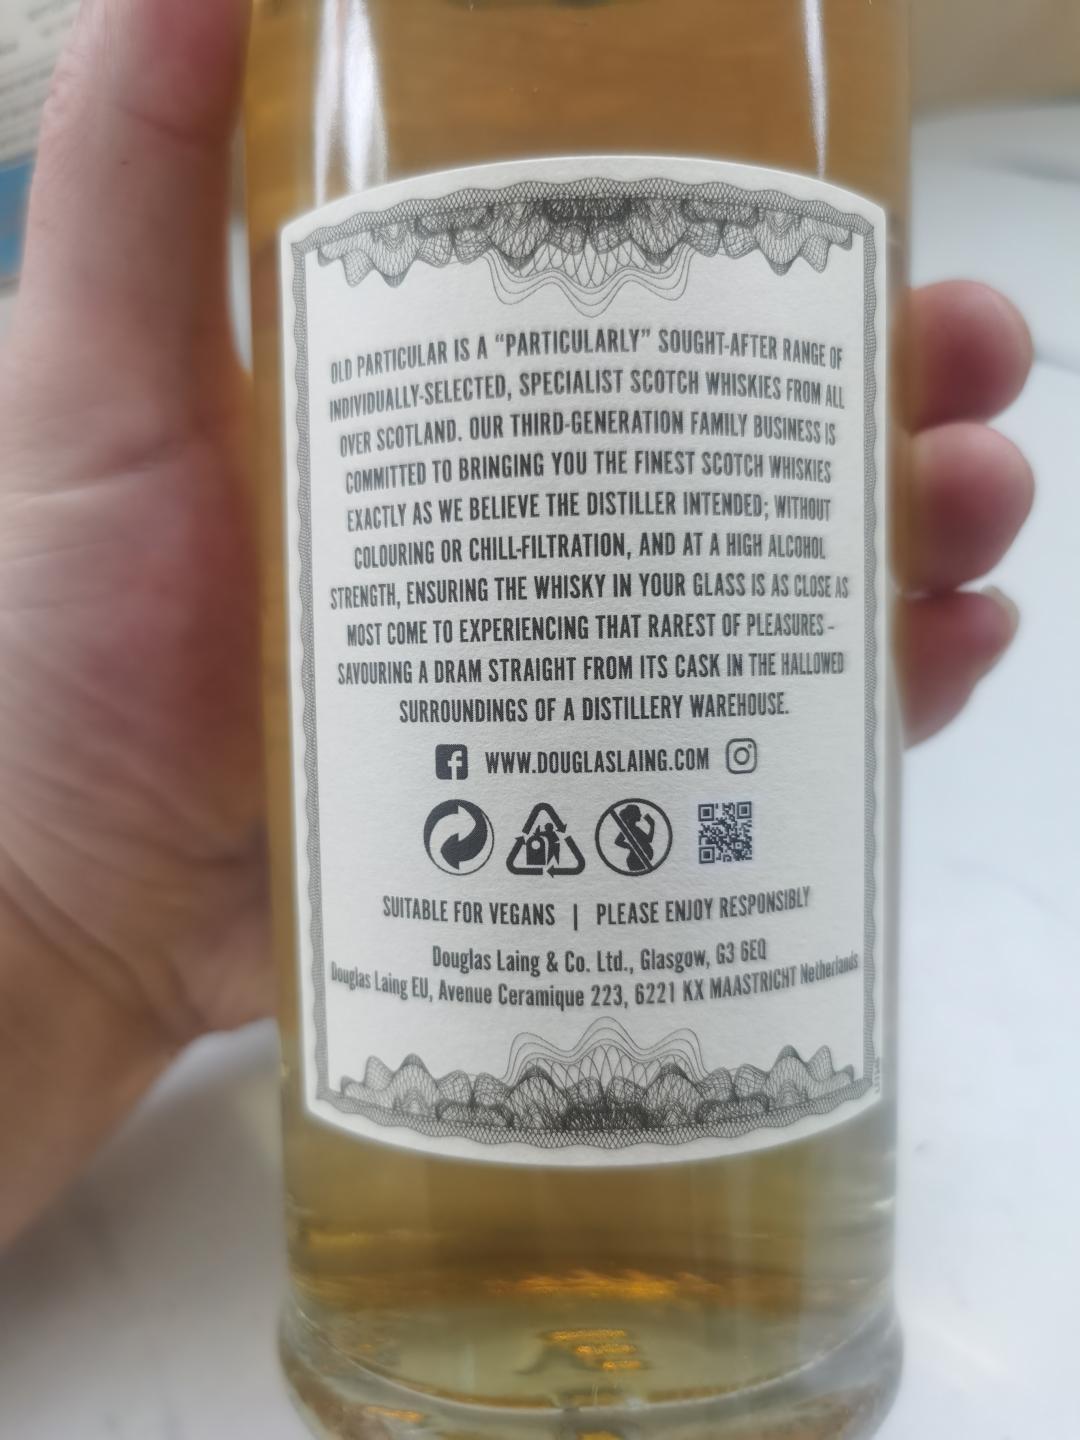 OLD PARTICULAR IS A “PARTICULARLY” SOUGHT-AFTER RANGE OF
INDIVIDUALLY-SELECTED, SPECIALIST SCOTCH WHISKIES FROM ALL
OVER SCOTLAND. OUR THIRD-GENERATION FAMILY BUSINESS IS
COMMITTED TO BRINGING YOU THE FINEST SCOTCH WHISKIES
EXACTLY AS WE BELIEVE THE DISTILLER INTENDED; WITHOUT
COLOURING OR CHILL-FILTRATION, AND AT A HIGH ALCOHOL
STRENGTH, ENSURING THE WHISKY IN YOUR GLASS IS AS CLOSE AS
MOST COME TO EXPERIENCING THAT RAREST OF PLEASURES -
SAVOURING A DRAM STRAIGHT FROM ITS CASK IN THE HALLOWED
SURROUNDINGS OF A DISTILLERY WAREHOUSE.
WWW.DOUGLASLAING.COM
SUITABLE FOR VEGANS | PLEASE ENJOY RESPONSIBLY
Douglas Laing & Co. Ltd., Glasgow, G3 6EQ
Douglas Laing EU, Avenue Ceramique 223, 6221 KX MAASTRICHT Netherlands